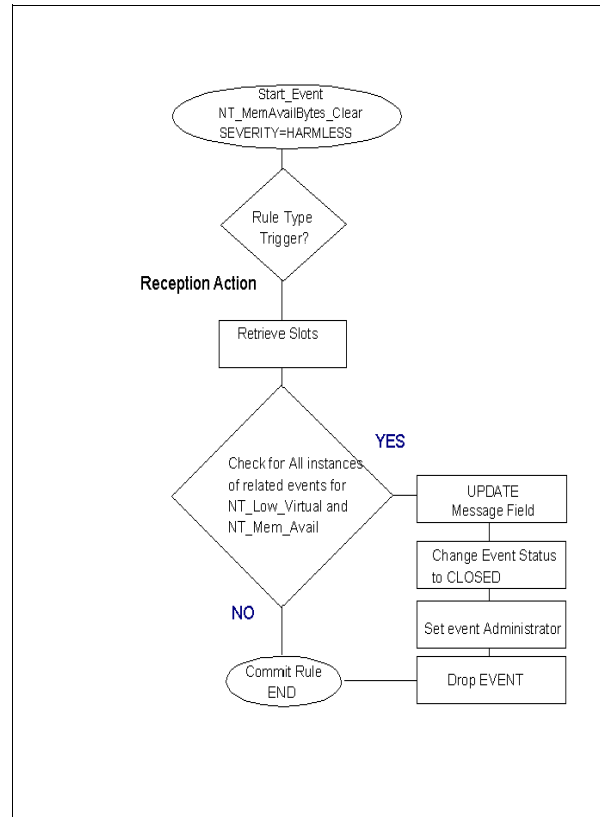 Start_Event
NT_MemAvailBytes_Clear
SEVERITY=HARMLESS
Rule Type
Trigger?
Reception Action
Retrieve Slots
YES
Check for All instances
of related events for
NT_Low_Virtual and
NT_Mem_Avail
UPDATE
Message Field
Change Event Status
to CLOSED
NO
Set event Administrator
Commit Rule
END
Drop EVENT